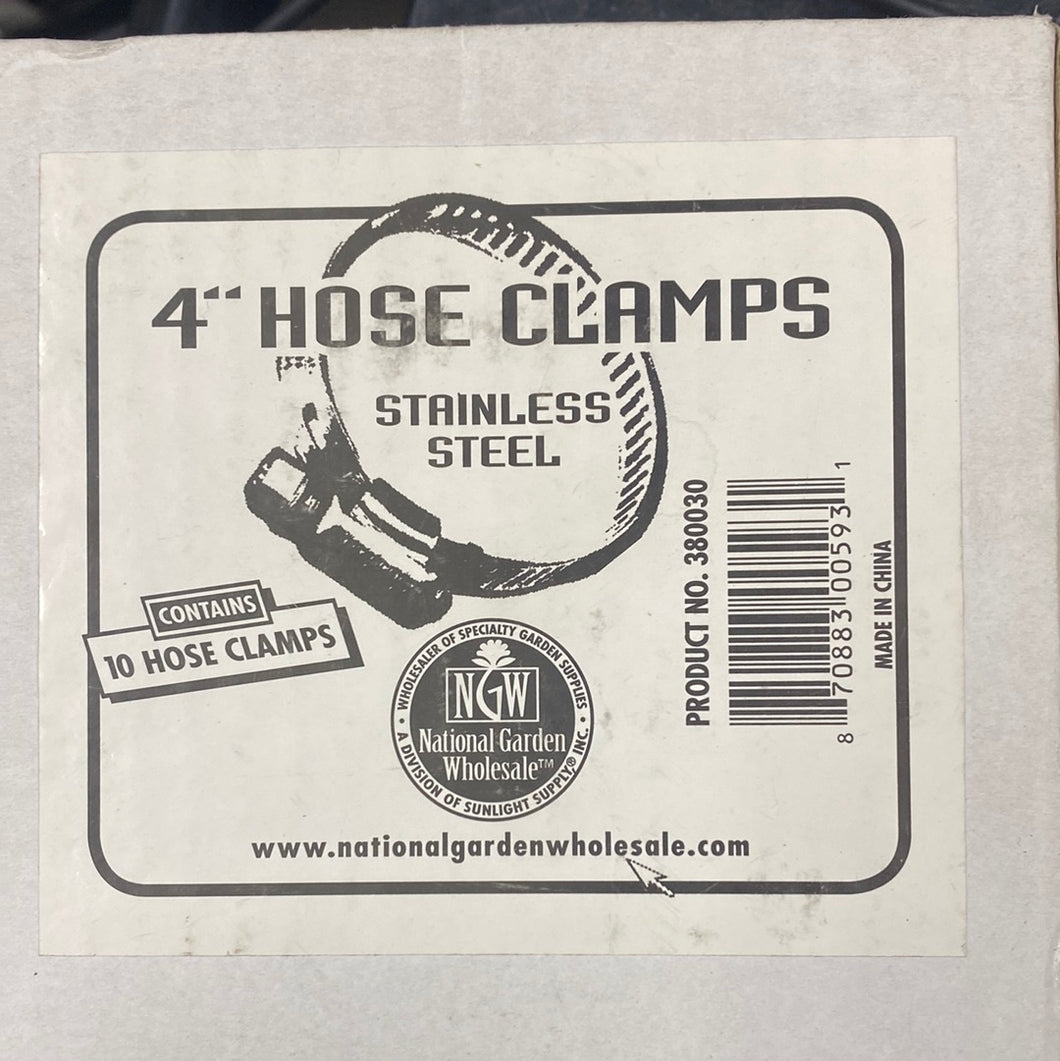 4“ HOSE CLAMPS
STAINLESS
STEEL
CONTAINS
10 HOSE CLAMPS
PRODUCT NO. 380030
8 70883 00593 1
MADE IN CHINA
• WHOLESALER OF SPECIALTY GARDEN SUPPLIES •
NGW
National Garden
Wholesale™
A DIVISION OF SUNLIGHT SUPPLY® INC.
www.nationalgardenwholesale.com